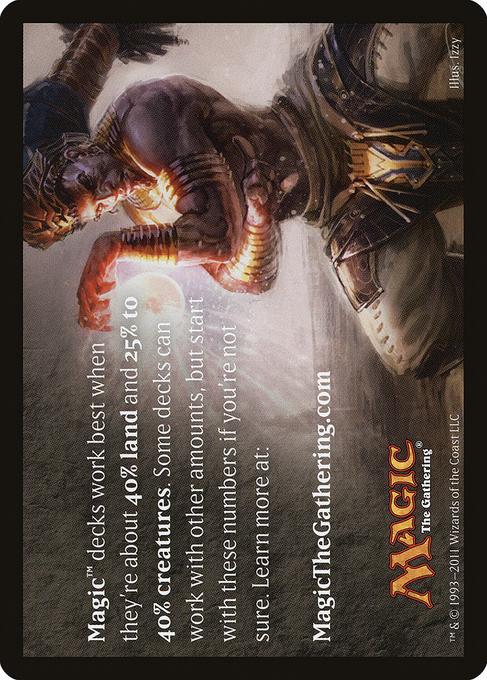 Magic™ decks work best when
they're about 40% land and 25% to
40% creatures. Some decks can
work with other amounts, but start
with these numbers if you're not
sure. Learn more at:
MagicTheGathering.com
MAGIC
The Gathering®
™ & © 1993–2011 Wizards of the Coast LLC
Illus. Izzy